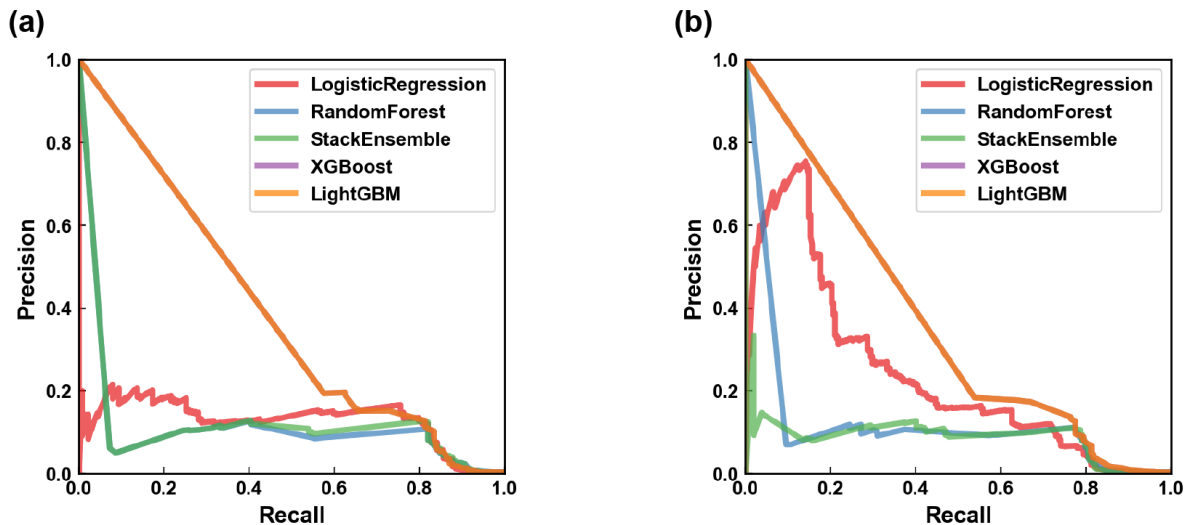 (a)
1.0
0.8
0.6
0.4
0.2
0.0
Precision
0.0 0.2 0.4 0.6 0.8 1.0
Recall
LogisticRegression
RandomForest
StackEnsemble
XGBoost
LightGBM
(b)
1.0
0.8
0.6
0.4
0.2
0.0
Precision
0.0 0.2 0.4 0.6 0.8 1.0
Recall
LogisticRegression
RandomForest
StackEnsemble
XGBoost
LightGBM